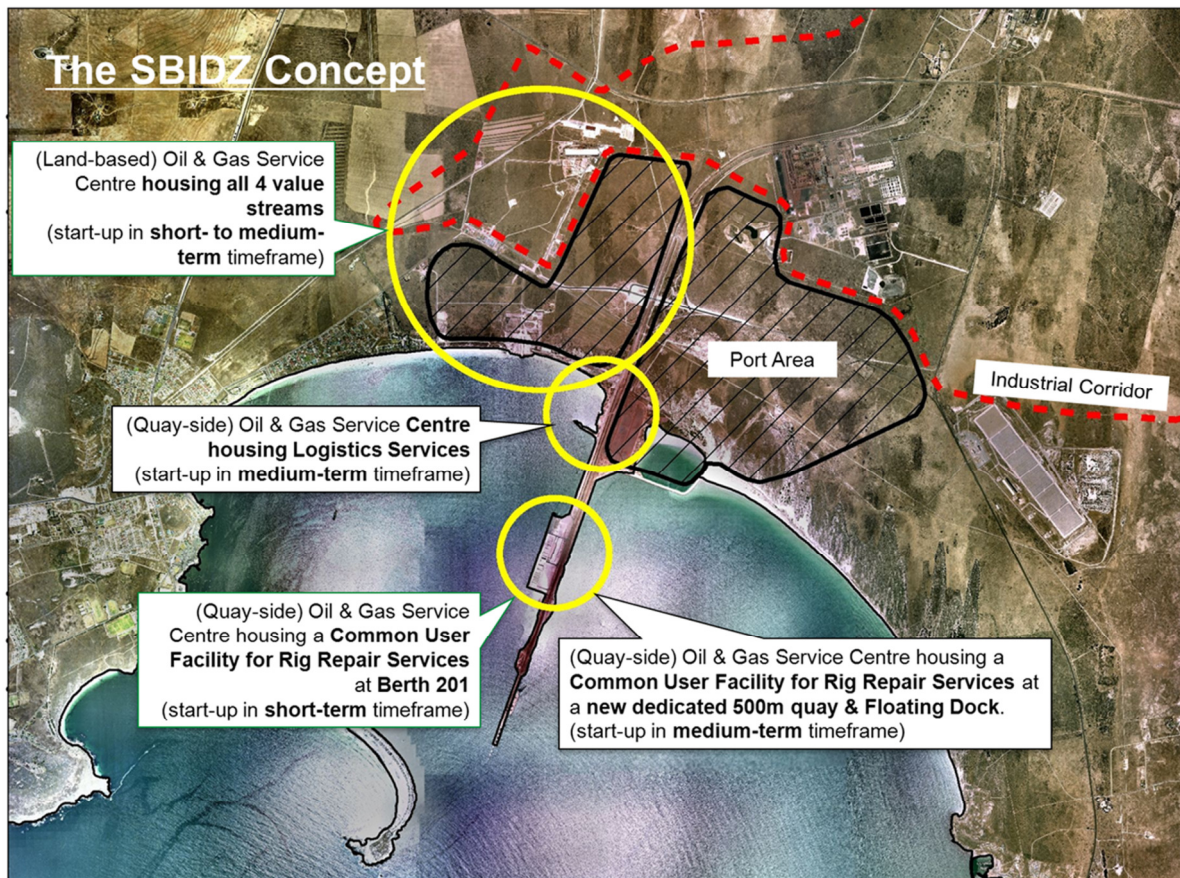 The SBIDZ Concept
(Land-based) Oil & Gas Service
Centre housing all 4 value
streams
(start-up in short- to medium-
term timeframe)
Port Area
Industrial Corridor
(Quay-side) Oil & Gas Service Centre
housing Logistics Services
(start-up in medium-term timeframe)
(Quay-side) Oil & Gas Service
Centre housing a Common User
Facility for Rig Repair Services
at Berth 201
(start-up in short-term timeframe)
(Quay-side) Oil & Gas Service Centre housing a
Common User Facility for Rig Repair Services at
a new dedicated 500m quay & Floating Dock.
(start-up in medium-term timeframe)